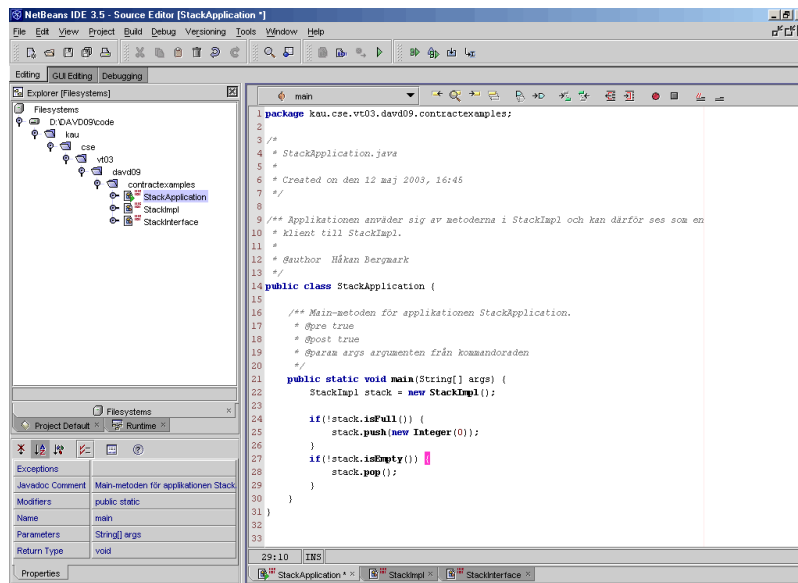 NetBeans IDE 3.5 - Source Editor [StackApplication *]
File Edit View Project Build Debug Versioning Tools Window Help
Editing GUI Editing Debugging
Explorer [Filesystems]
Filesystems
D:\DAVD09\code
kau
cse
vt03
davd09
contractexamples
StackApplication
StackImpl
StackInterface
Filesystems
Project Default Runtime
Exceptions
Javadoc Comment Main-metoden för applikationen Stack
Modifiers public static
Name main
Parameters String[] args
Return Type void
Properties
main
1 package kau.cse.vt03.davd09.contractexamples;
2
3 /*
4 * StackApplication.java
5 *
6 * Created on den 12 maj 2003, 16:45
7 */
8
9 /** Applikationen anväder sig av metoderna i StackImpl och kan därför ses som en
10 * klient till StackImpl.
11 *
12 * @author Håkan Bergmark
13 */
14 public class StackApplication {
15
16 /** Main-metoden för applikationen StackApplication.
17 * @pre true
18 * @post true
19 * @param args argumenten från kommandoraden
20 */
21 public static void main(String[] args) {
22 StackImpl stack = new StackImpl();
23
24 if(!stack.isFull()) {
25 stack.push(new Integer(0));
26 }
27 if(!stack.isEmpty()) {
28 stack.pop();
29 }
30 }
31 }
32
33
29:10 INS
StackApplication * StackImpl StackInterface